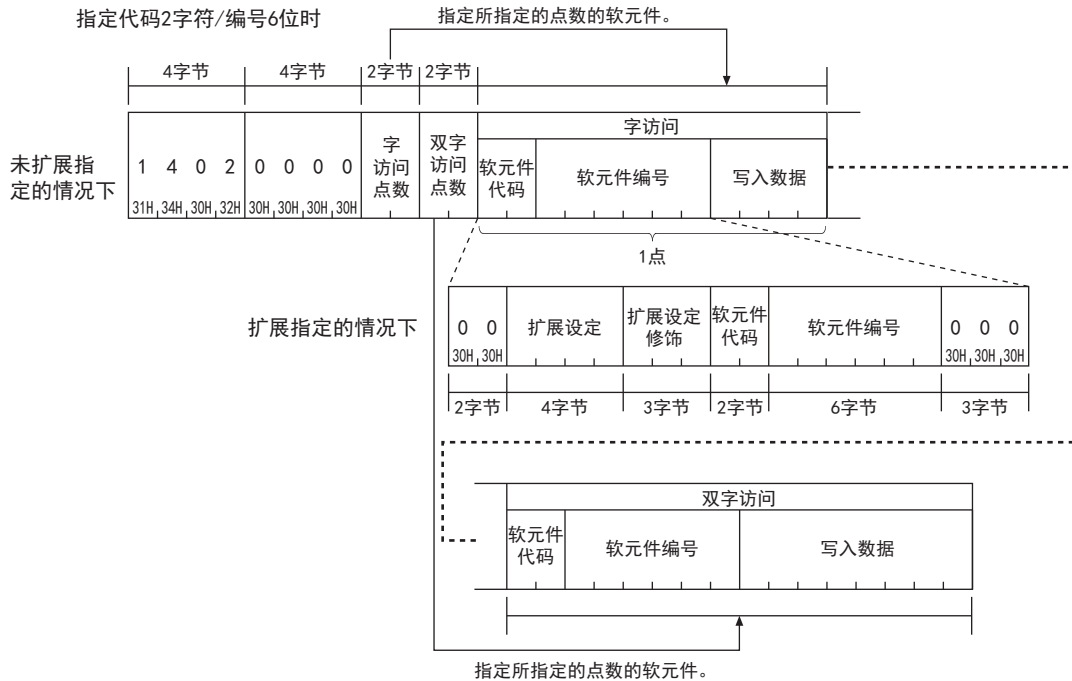 指定代码2字符/编号6位时
指定所指定的点数的软元件。
4字节 4字节 2字节 2字节
未扩展指
定的情况下
1 4 0 2 0 0 0 0
31H 34H 30H 32H 30H 30H 30H 30H
字
访问
点数
双字
访问
点数
字访问
软元件
代码
软元件编号
写入数据
1点
扩展指定的情况下
0 0
30H 30H
扩展设定
扩展设定
修饰
软元件
代码
软元件编号
0 0 0
30H 30H 30H
2字节 4字节 3字节 2字节 6字节 3字节
双字访问
软元件
代码
软元件编号
写入数据
指定所指定的点数的软元件。